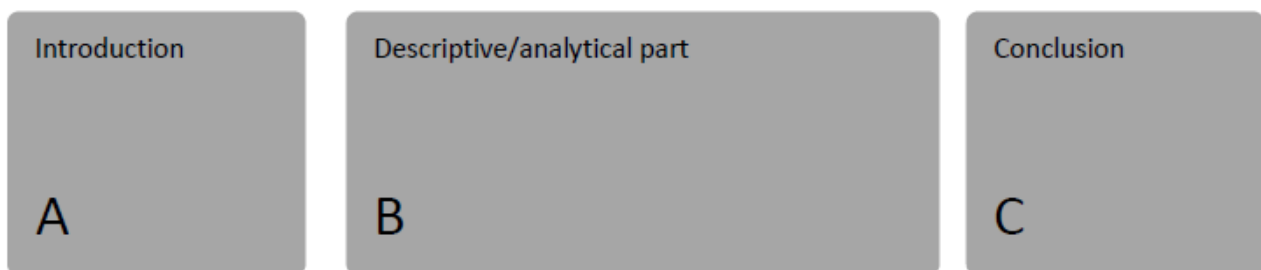 Introduction
Descriptive/analytical part
Conclusion
A
B
C